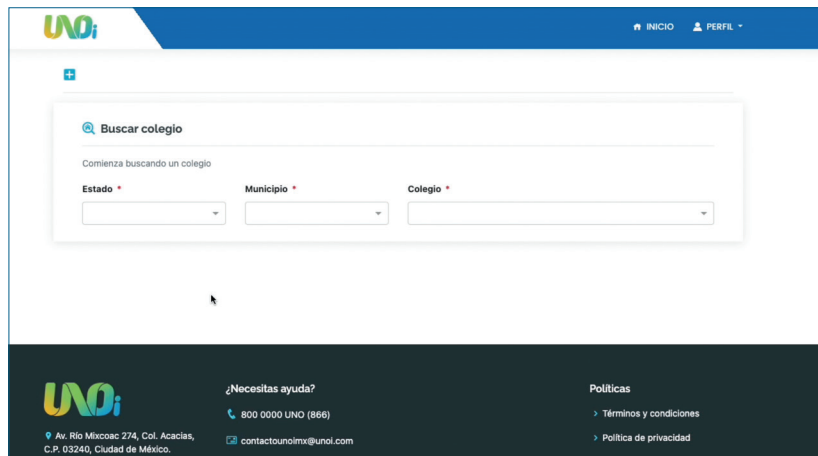 UNOi
INICIO
PERFIL
Buscar colegio
Comienza buscando un colegio
Estado *
Municipio *
Colegio *
UNOi
Av. Río Mixcoac 274, Col. Acacias,
C.P. 03240, Ciudad de México.
¿Necesitas ayuda?
800 0000 UNO (866)
contactounoimx@unoi.com
Políticas
Términos y condiciones
Política de privacidad